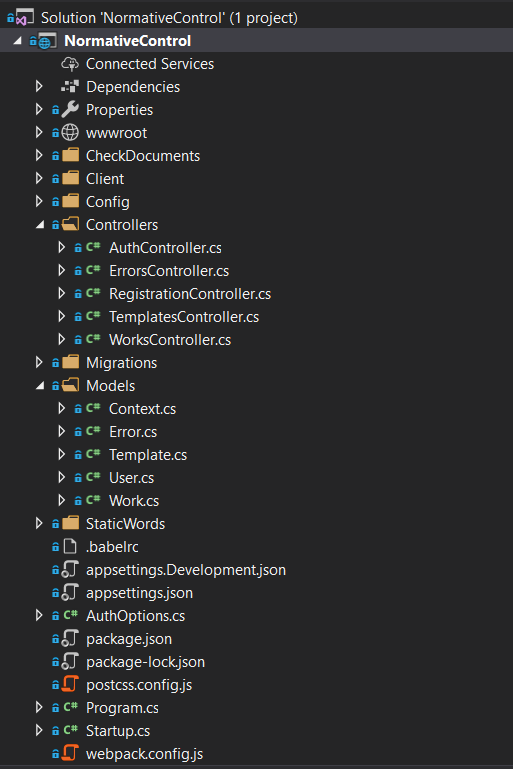 Solution 'NormativeControl' (1 project)
NormativeControl
Connected Services
Dependencies
Properties
wwwroot
CheckDocuments
Client
Config
Controllers
C# AuthController.cs
C# ErrorsController.cs
C# RegistrationController.cs
C# TemplatesController.cs
C# WorksController.cs
Migrations
Models
C# Context.cs
C# Error.cs
C# Template.cs
C# User.cs
C# Work.cs
StaticWords
.babelrc
appsettings.Development.json
appsettings.json
C# AuthOptions.cs
package.json
package-lock.json
postcss.config.js
C# Program.cs
C# Startup.cs
webpack.config.js